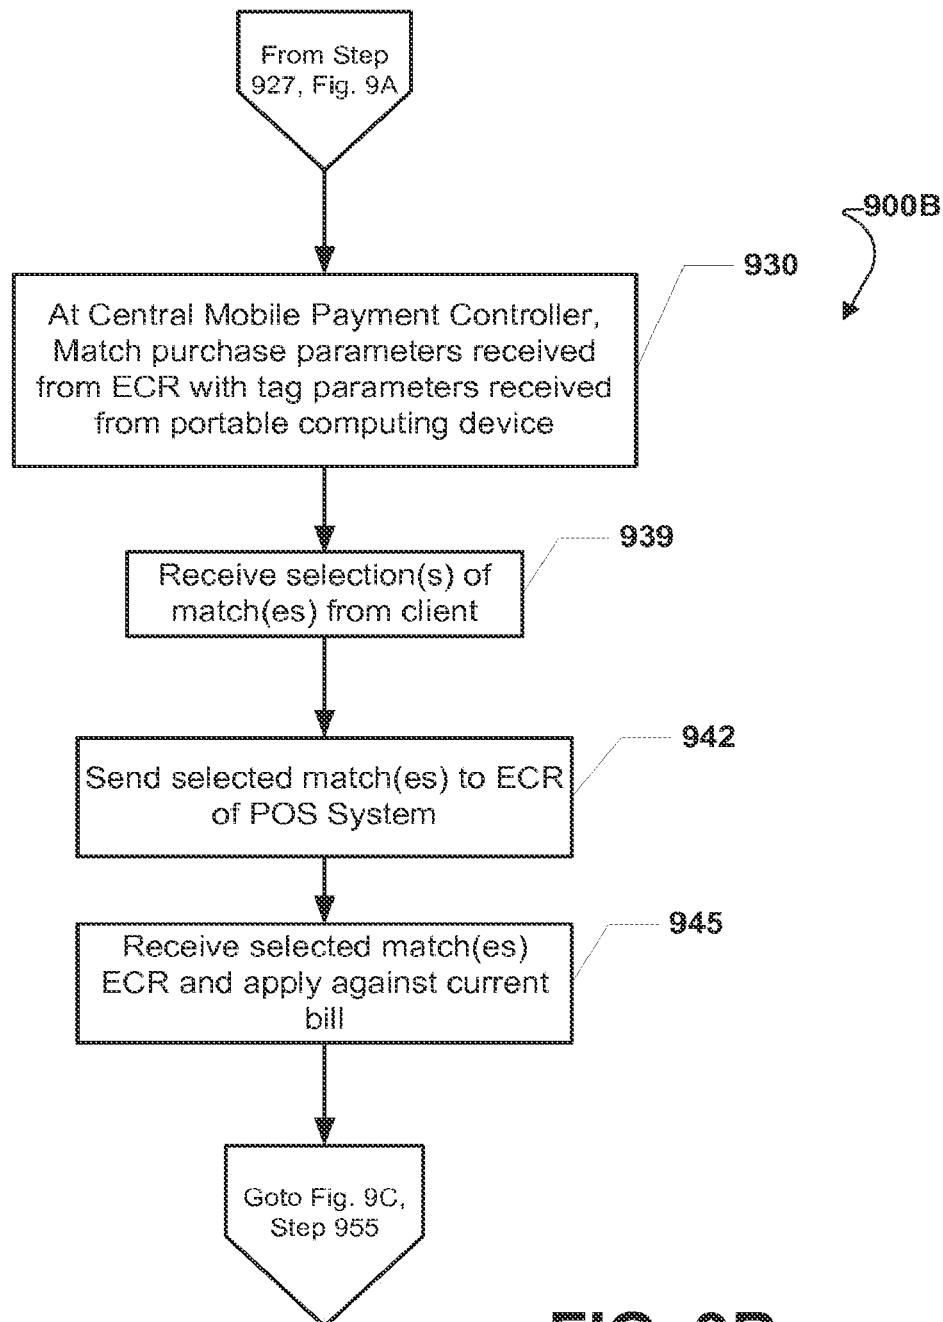 From Step
927, Fig. 9A
900B
930
At Central Mobile Payment Controller,
Match purchase parameters received
from ECR with tag parameters received
from portable computing device
939
Receive selection(s) of
match(es) from client
942
Send selected match(es) to ECR
of POS System
945
Receive selected match(es)
ECR and apply against current
bill
Goto Fig. 9C,
Step 955